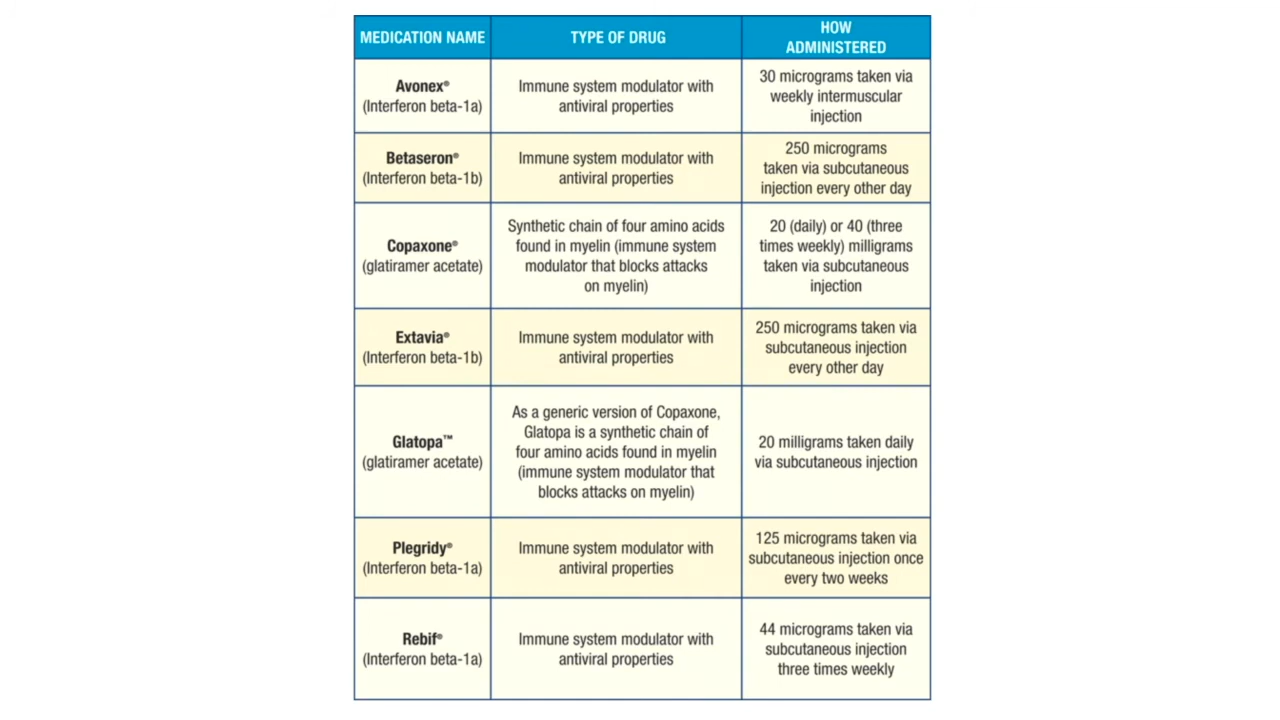 MEDICATION NAME
TYPE OF DRUG
HOW
ADMINISTERED
Avonex®
(Interferon beta-1a)
Immune system modulator with
antiviral properties
30 micrograms taken via
weekly intermuscular
injection
Betaseron®
(Interferon beta-1b)
Immune system modulator with
antiviral properties
250 micrograms
taken via subcutaneous
injection every other day
Copaxone®
(glatiramer acetate)
Synthetic chain of four amino acids
found in myelin (immune system
modulator that blocks attacks
on myelin)
20 (daily) or 40 (three
times weekly) milligrams
taken via subcutaneous
injection
Extavia®
(Interferon beta-1b)
Immune system modulator with
antiviral properties
250 micrograms taken via
subcutaneous injection
every other day
Glatopa™
(glatiramer acetate)
As a generic version of Copaxone,
Glatopa is a synthetic chain of
four amino acids found in myelin
(immune system modulator that
blocks attacks on myelin)
20 milligrams taken daily
via subcutaneous injection
Plegridy®
(Interferon beta-1a)
Immune system modulator with
antiviral properties
125 micrograms taken via
subcutaneous injection once
every two weeks
Rebif®
(Interferon beta-1a)
Immune system modulator with
antiviral properties
44 micrograms taken via
subcutaneous injection
three times weekly